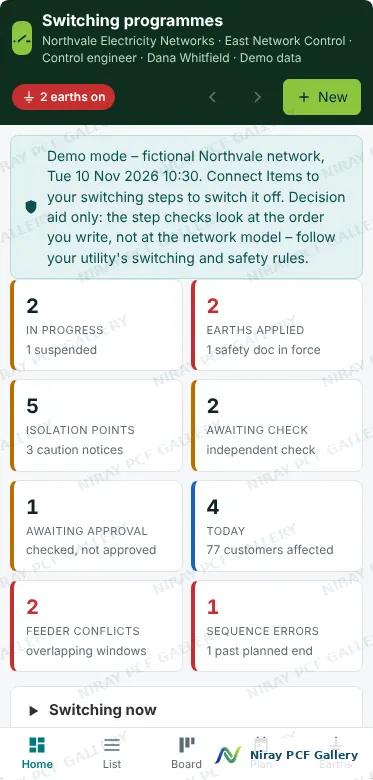 Switching programmes
Northvale Electricity Networks · East Network Control ·
Control engineer · Dana Whitfield · Demo data
2 earths on
+ New
Demo mode – fictional Northvale network,
Tue 10 Nov 2026 10:30. Connect Items to
your switching steps to switch it off. Decision
aid only: the step checks look at the order
you write, not at the network model – follow
your utility's switching and safety rules.
2
IN PROGRESS
1 suspended
2
EARTHS APPLIED
1 safety doc in force
5
ISOLATION POINTS
3 caution notices
2
AWAITING CHECK
independent check
1
AWAITING APPROVAL
checked, not approved
4
TODAY
77 customers affected
2
FEEDER CONFLICTS
overlapping windows
1
SEQUENCE ERRORS
1 past planned end
Switching now
Home
List
Board
Plan
Earths
Niray PCF Gallery
NIRAY PCF GALLERY